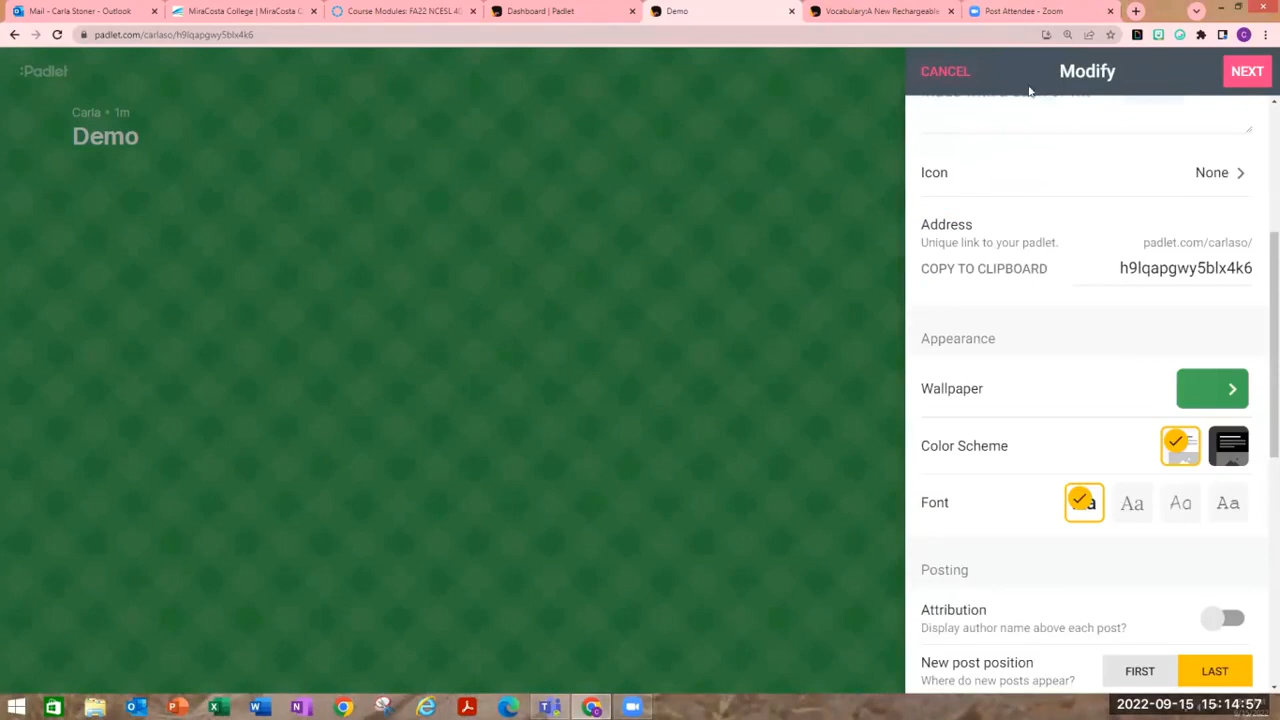 Mail - Carla Stoner - Outlook
MiraCosta College | MiraCosta C
Course Modules: FA22 NCESL 40
Dashboard | Padlet
Demo
Vocabulary:A New Rechargeable
Post Attendee - Zoom
padlet.com/carlaso/h9lqapgwy5blx4k6
:Padlet
Carla • 1m
Demo
CANCEL
Modify
NEXT
Icon
None
Address
Unique link to your padlet.
padlet.com/carlaso/
COPY TO CLIPBOARD
h9lqapgwy5blx4k6
Appearance
Wallpaper
Color Scheme
Font
Aa
Aa
Aa
Posting
Attribution
Display author name above each post?
New post position
Where do new posts appear?
FIRST
LAST
2022-09-15 15:14:57